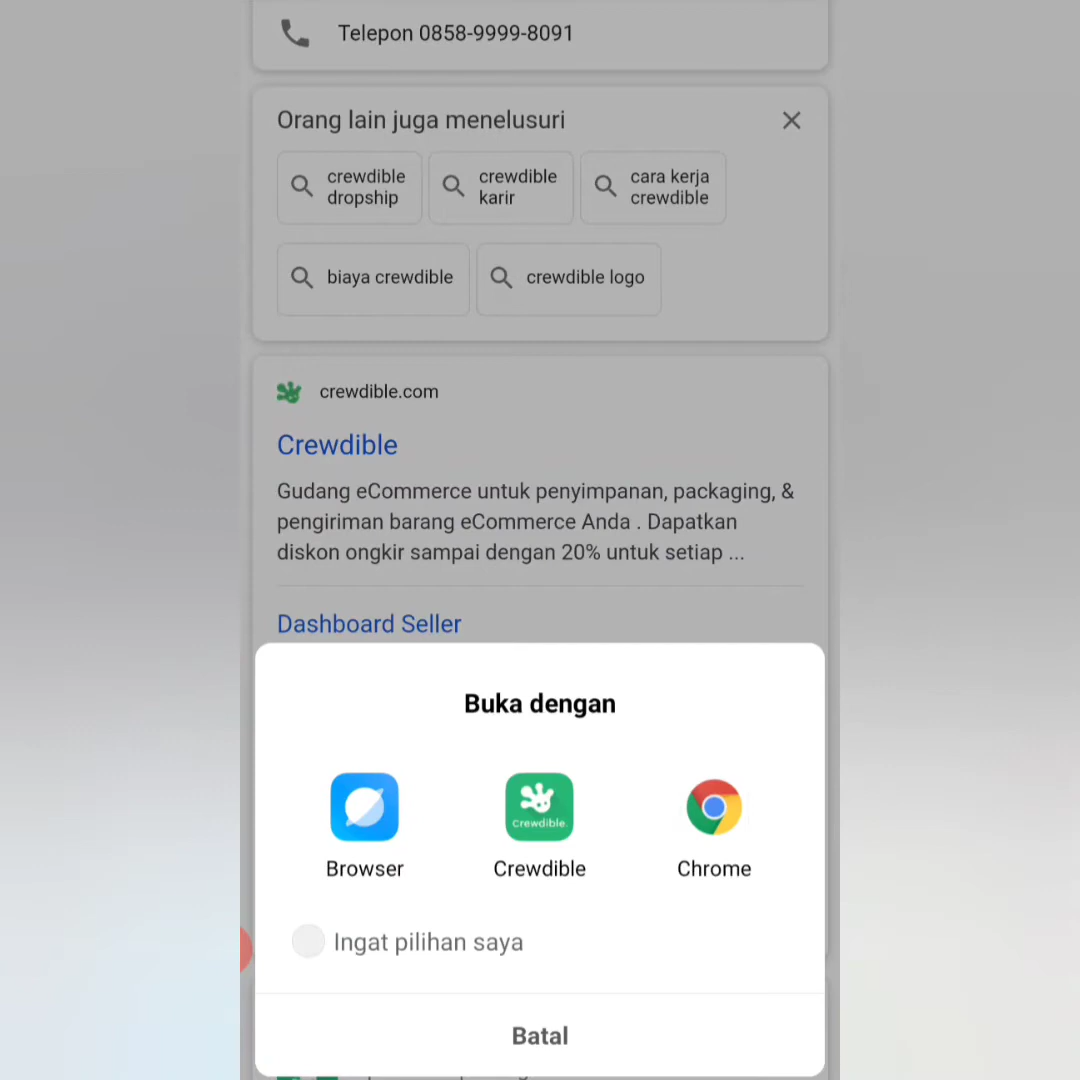 Telepon 0858-9999-8091
Orang lain juga menelusuri
crewdible
dropship
crewdible
karir
cara kerja
crewdible
biaya crewdible
crewdible logo
crewdible.com
Crewdible
Gudang eCommerce untuk penyimpanan, packaging, &
pengiriman barang eCommerce Anda . Dapatkan
diskon ongkir sampai dengan 20% untuk setiap ...
Dashboard Seller
Buka dengan
Crewdible
Browser
Crewdible
Chrome
Ingat pilihan saya
Batal